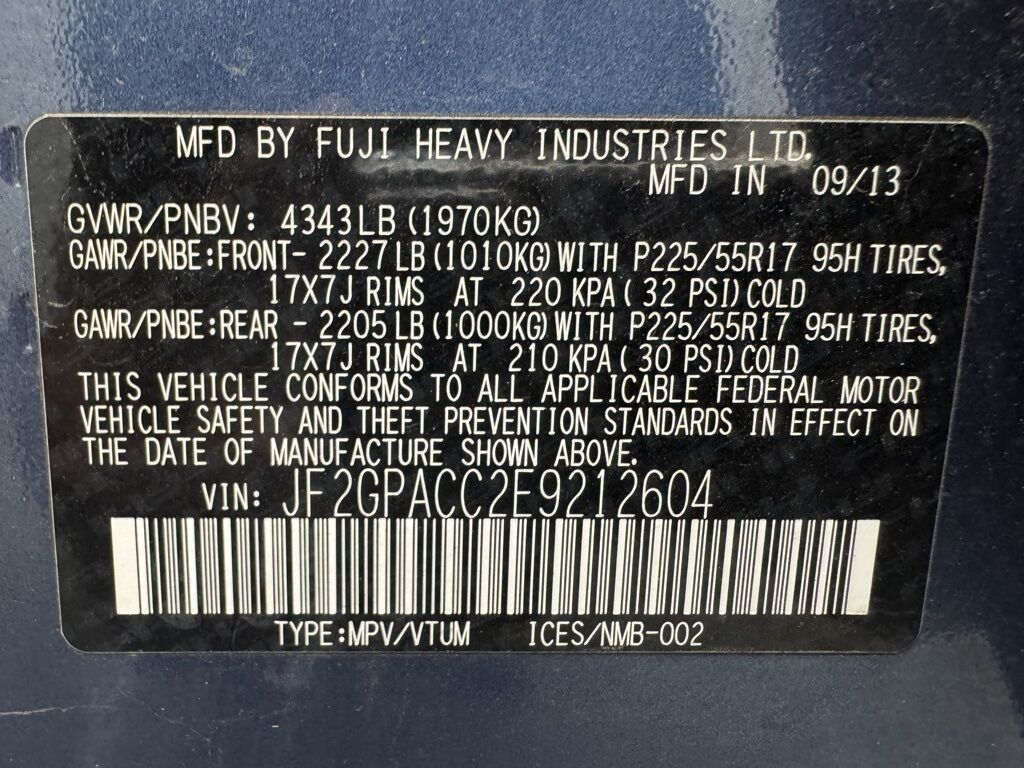 MFD BY FUJI HEAVY INDUSTRIES LTD.
MFD IN 09/13
GVWR/PNBV: 4343LB (1970KG)
GAWR/PNBE:FRONT- 2227 LB (1010KG) WITH P225/55R17 95H TIRES,
17X7J RIMS AT 220 KPA ( 32 PSI) COLD
GAWR/PNBE:REAR - 2205 LB (1000KG) WITH P225/55R17 95H TIRES,
17X7J RIMS AT 210 KPA ( 30 PSI) COLD
THIS VEHICLE CONFORMS TO ALL APPLICABLE FEDERAL MOTOR
VEHICLE SAFETY AND THEFT PREVENTION STANDARDS IN EFFECT ON
THE DATE OF MANUFACTURE SHOWN ABOVE.
VIN: JF2GPACC2E9212604
TYPE:MPV/VTUM ICES/NMB-002